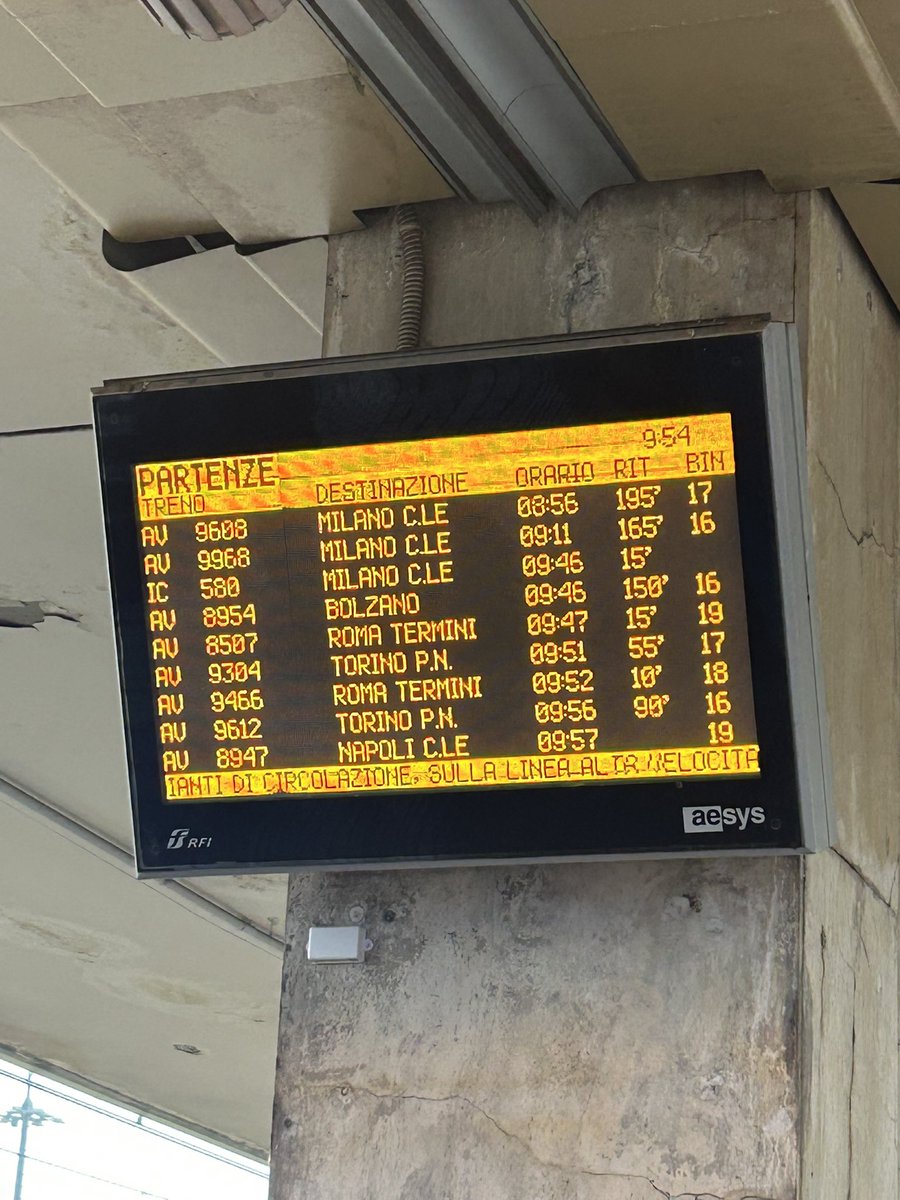 9:54
PARTENZE
TRENO DESTINAZIONE ORARIO RIT BIN
AV 9608 MILANO C.LE 08:56 195' 17
AV 9968 MILANO C.LE 09:11 165' 16
IC 580 MILANO C.LE 09:46 15'
AV 8954 BOLZANO 09:46 150' 16
AV 8507 ROMA TERMINI 09:47 15' 19
AV 9304 TORINO P.N. 09:51 55' 17
AV 9466 ROMA TERMINI 09:52 10' 18
AV 9612 TORINO P.N. 09:56 90' 16
AV 8947 NAPOLI C.LE 09:57 19
IANTI DI CIRCOLAZIONE. SULLA LINEA VELOCITA
RFI
aesys